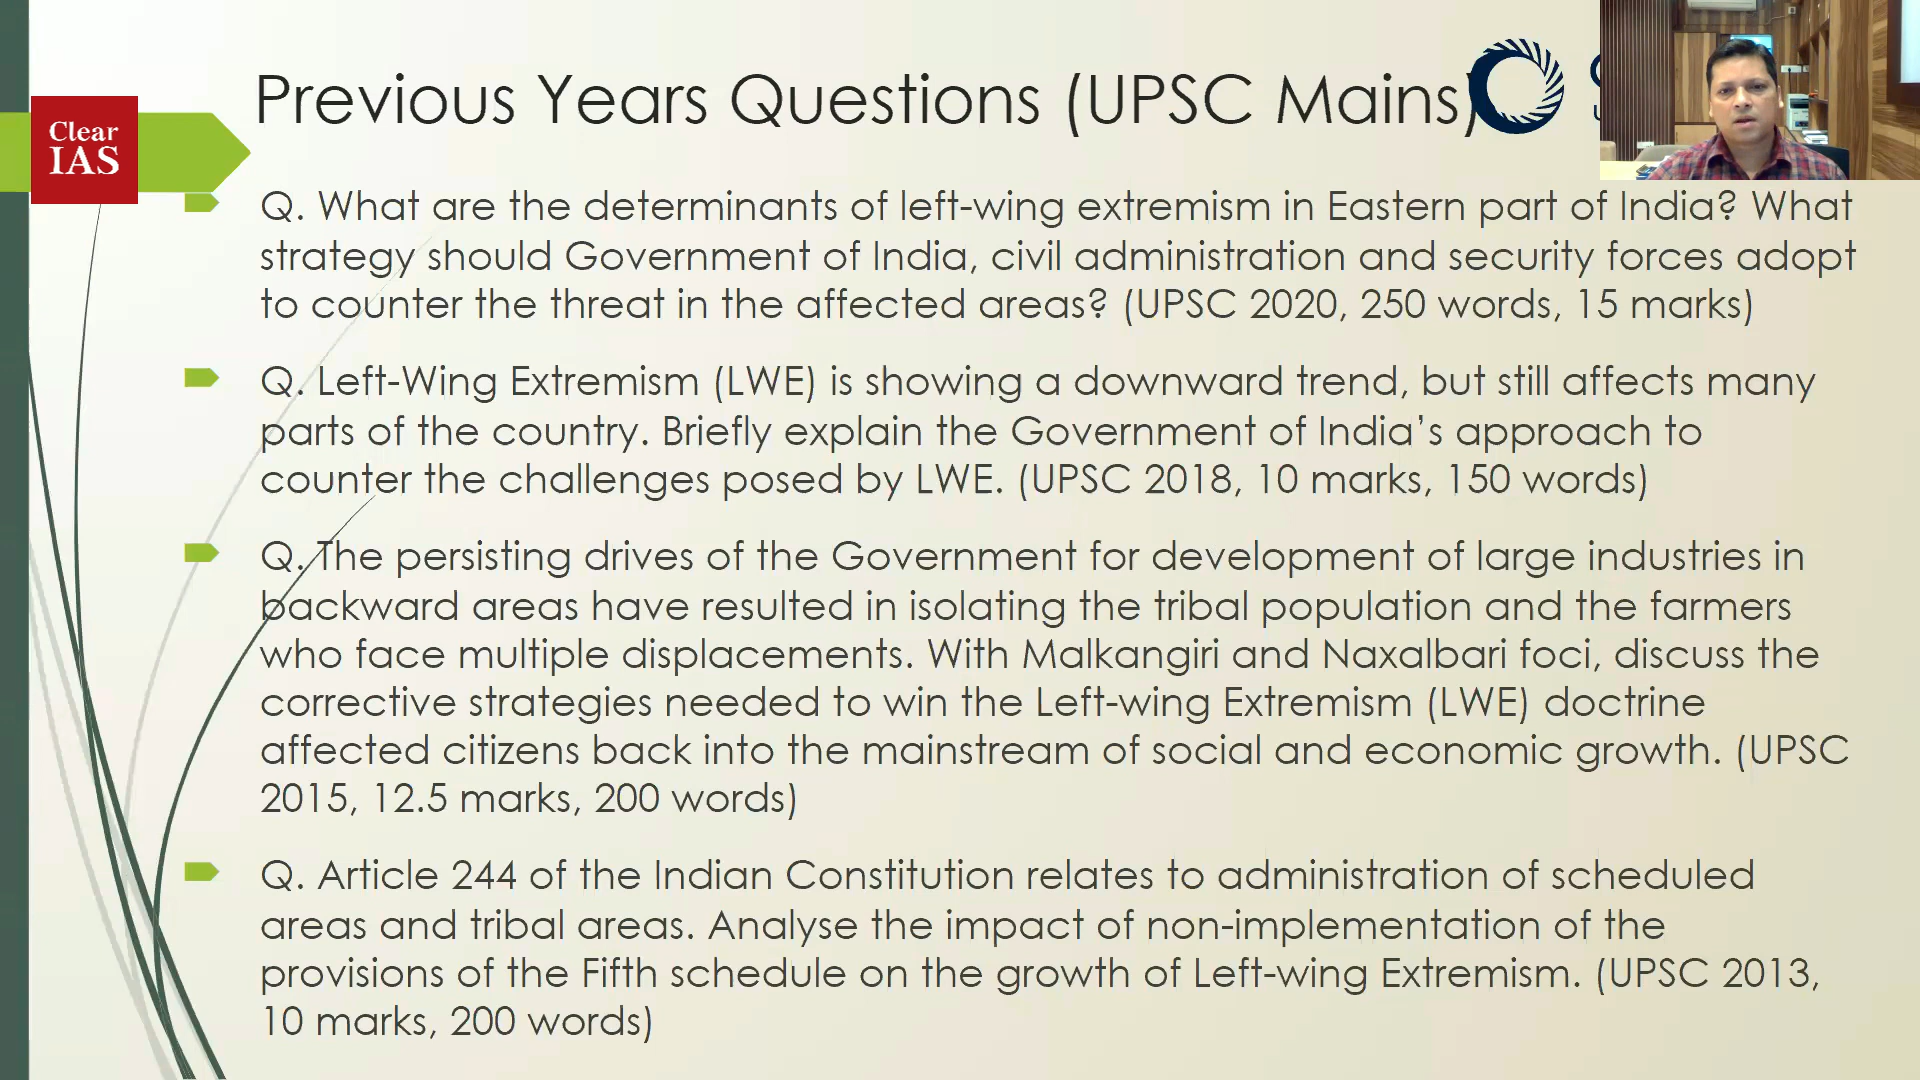 Previous Years Questions (UPSC Mains)
Clear
IAS
Q. What are the determinants of left-wing extremism in Eastern part of India? What
strategy should Government of India, civil administration and security forces adopt
to counter the threat in the affected areas? (UPSC 2020, 250 words, 15 marks)
Q. Left-Wing Extremism (LWE) is showing a downward trend, but still affects many
parts of the country. Briefly explain the Government of India’s approach to
counter the challenges posed by LWE. (UPSC 2018, 10 marks, 150 words)
Q. The persisting drives of the Government for development of large industries in
backward areas have resulted in isolating the tribal population and the farmers
who face multiple displacements. With Malkangiri and Naxalbari foci, discuss the
corrective strategies needed to win the Left-wing Extremism (LWE) doctrine
affected citizens back into the mainstream of social and economic growth. (UPSC
2015, 12.5 marks, 200 words)
Q. Article 244 of the Indian Constitution relates to administration of scheduled
areas and tribal areas. Analyse the impact of non-implementation of the
provisions of the Fifth schedule on the growth of Left-wing Extremism. (UPSC 2013,
10 marks, 200 words)